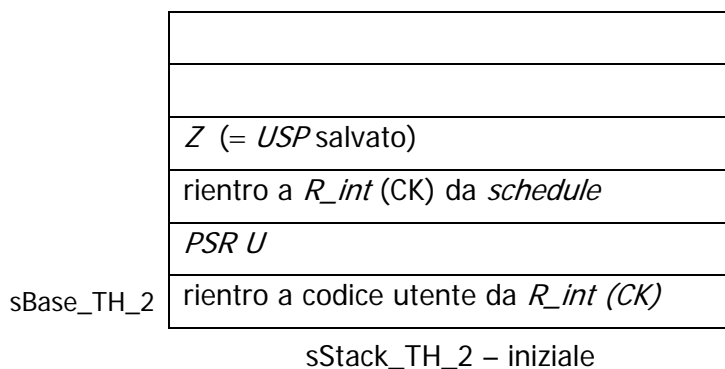 Z (= USP salvato)
rientro a R_int (CK) da schedule
PSR U
sBase_TH_2 rientro a codice utente da R_int (CK)
sStack_TH_2 – iniziale